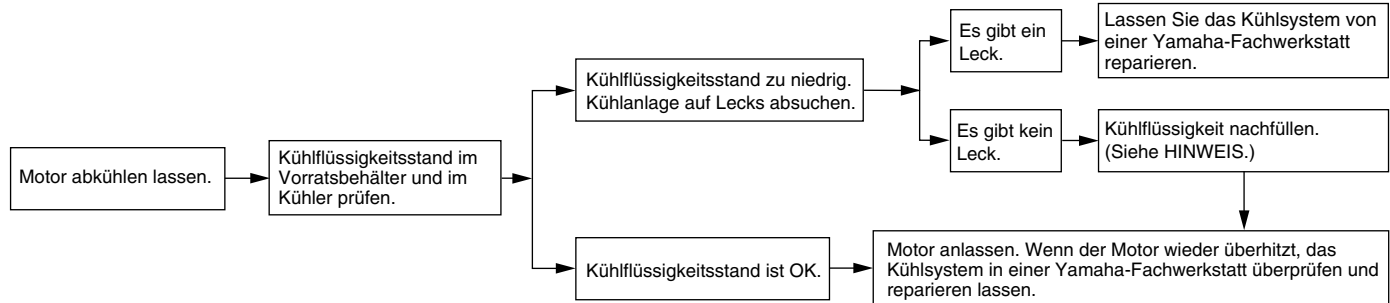 Motor abkühlen lassen.
Kühlflüssigkeitsstand im
Vorratsbehälter und im
Kühler prüfen.
Kühlflüssigkeitsstand zu niedrig.
Kühlanlage auf Lecks absuchen.
Es gibt ein
Leck.
Lassen Sie das Kühlsystem von
einer Yamaha-Fachwerkstatt
reparieren.
Es gibt kein
Leck.
Kühlflüssigkeit nachfüllen.
(Siehe HINWEIS.)
Kühlflüssigkeitsstand ist OK.
Motor anlassen. Wenn der Motor wieder überhitzt, das
Kühlsystem in einer Yamaha-Fachwerkstatt überprüfen und
reparieren lassen.